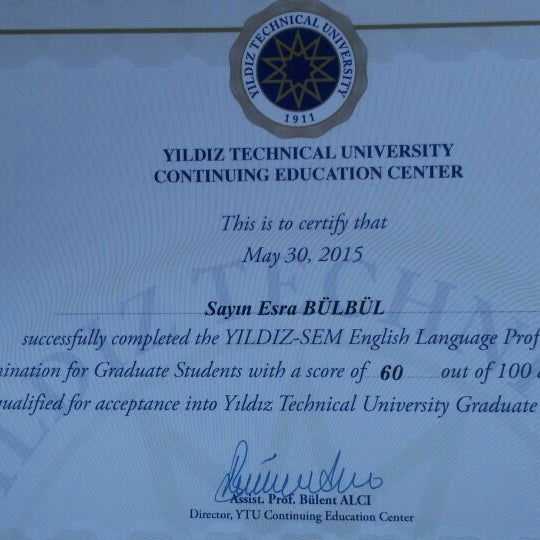 YILDIZ TECHNICAL UNIVERSITY
1911
YILDIZ TECHNICAL UNIVERSITY
CONTINUING EDUCATION CENTER
This is to certify that
May 30, 2015
Sayın Esra BÜLBÜL
successfully completed the YILDIZ-SEM English Language Prof
mination for Graduate Students with a score of 60 out of 100
qualified for acceptance into Yıldız Technical University Graduate
Assist. Prof. Bülent ALCI
Director, YTU Continuing Education Center